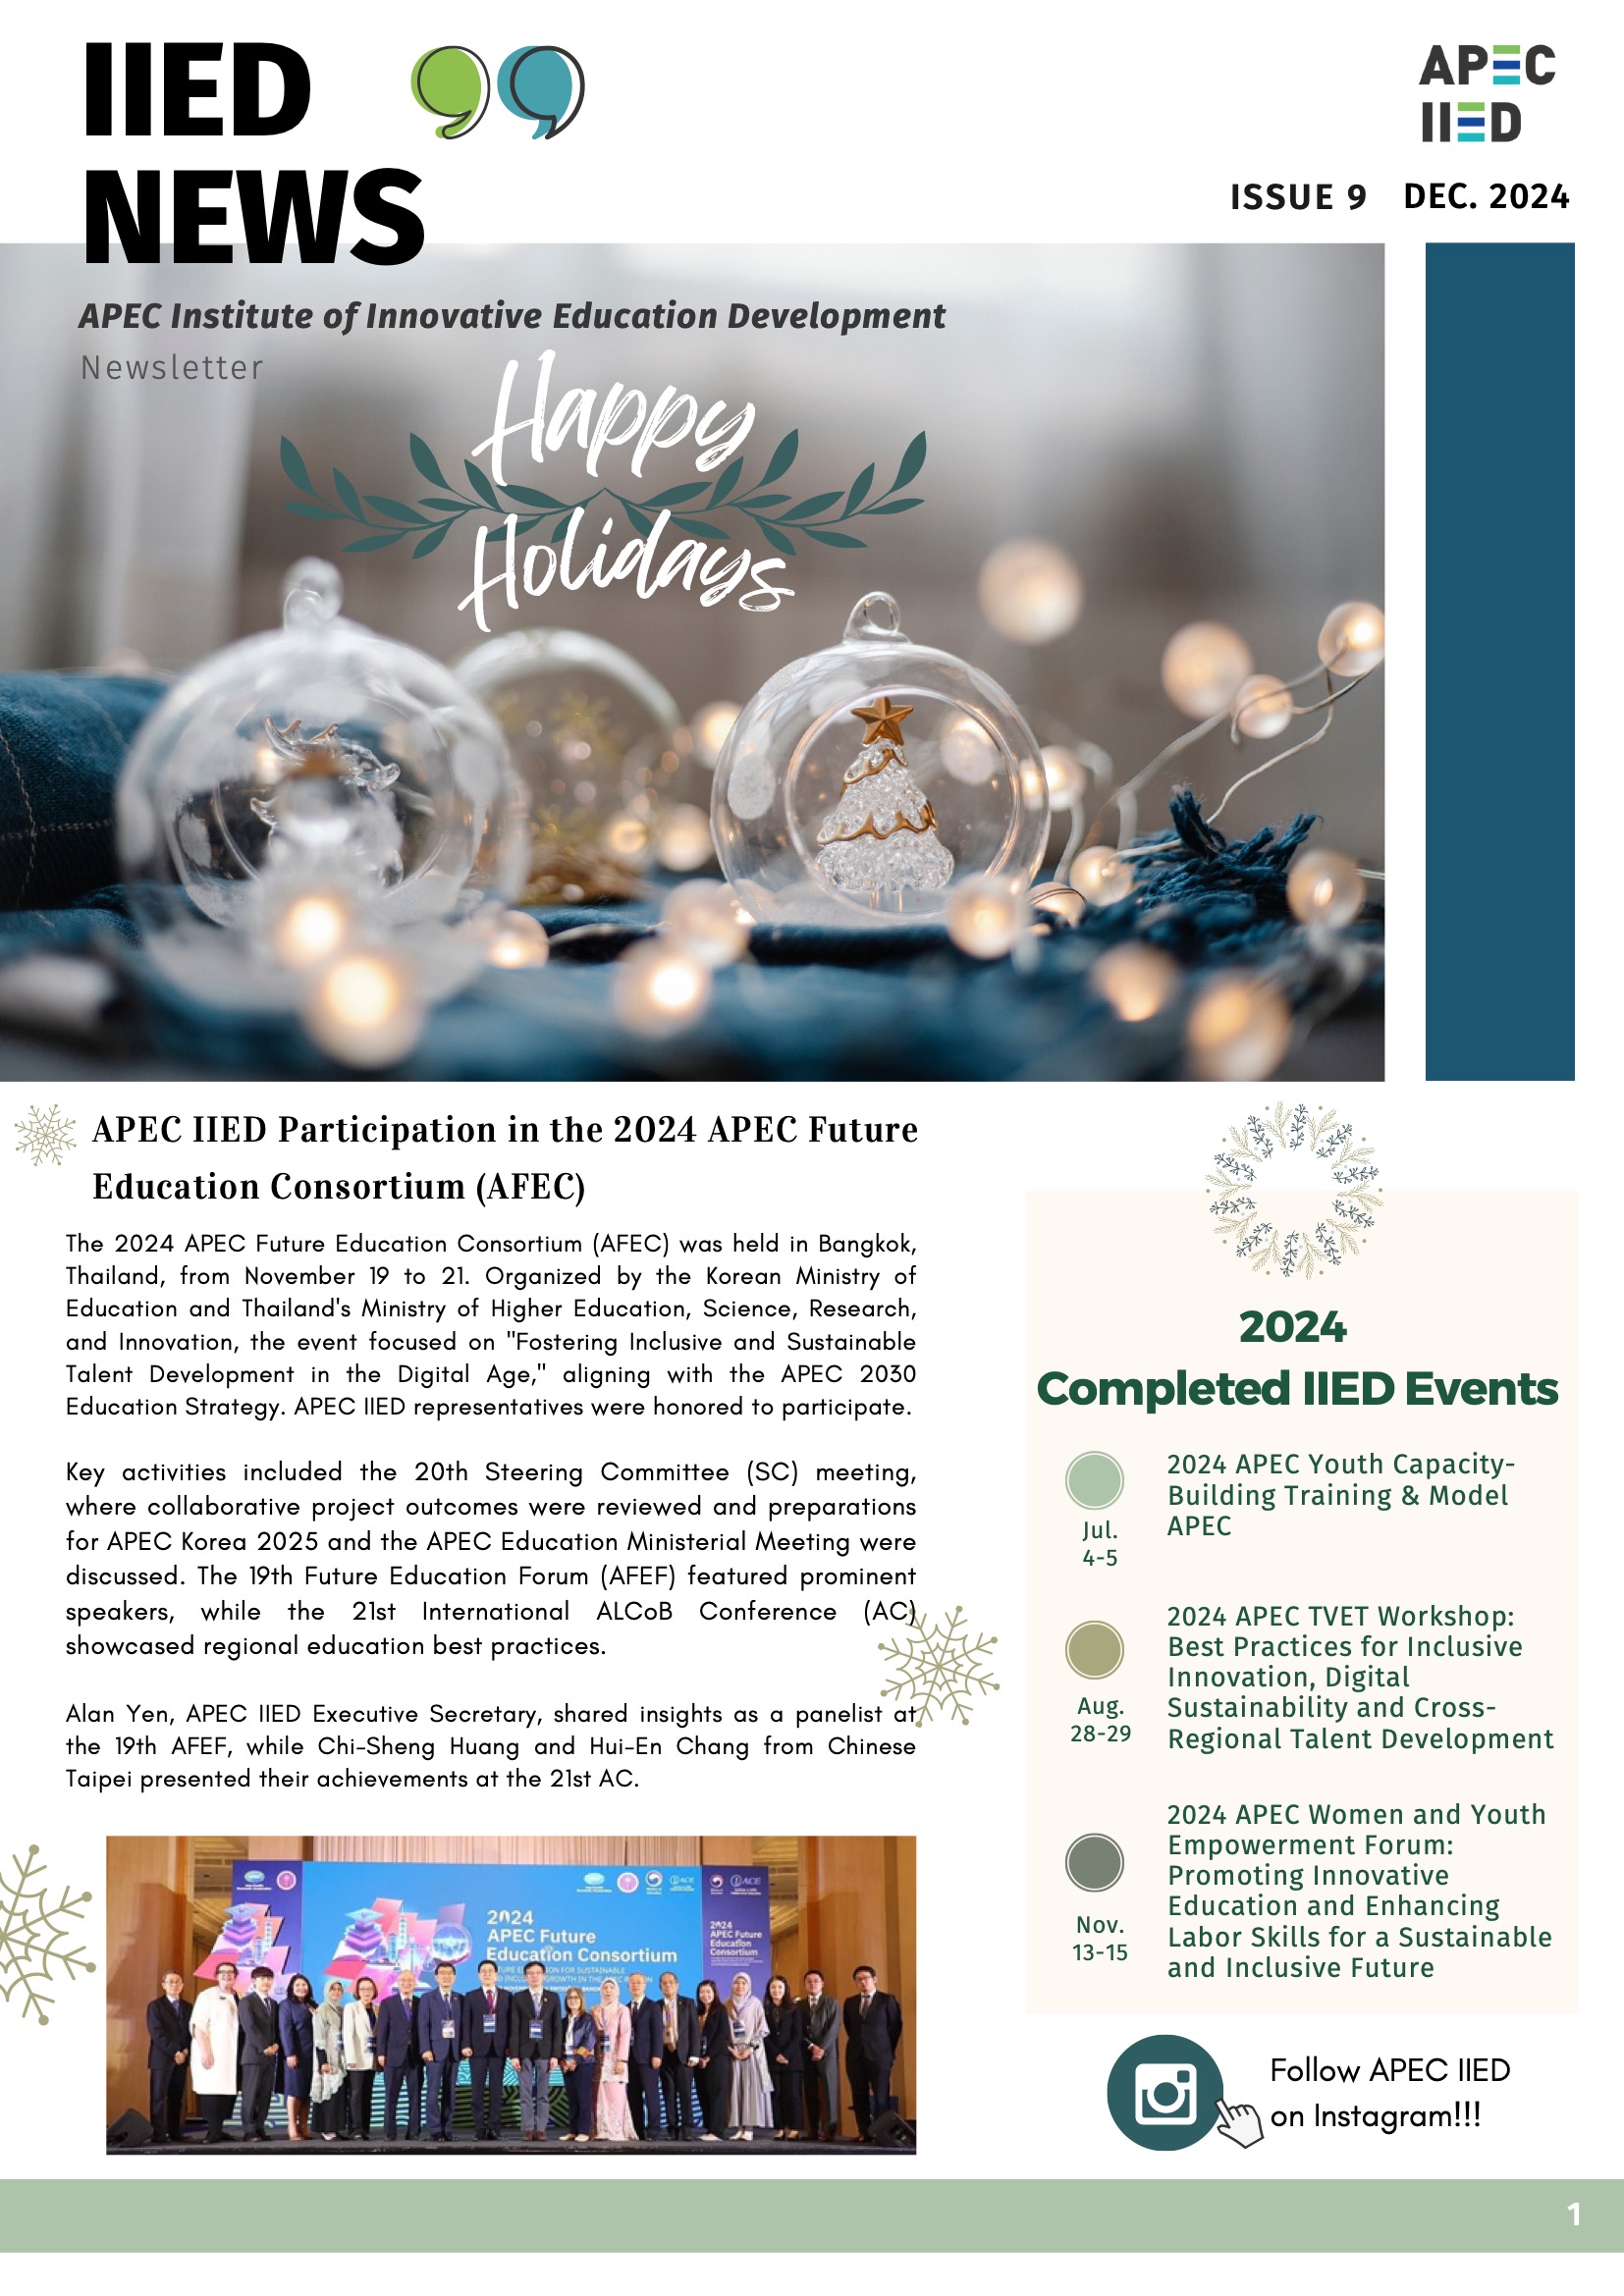 IIED
NEWS
APEC
IIED
ISSUE 9 DEC. 2024
APEC Institute of Innovative Education Development
Newsletter
Happy
Holidays
APEC IIED Participation in the 2024 APEC Future
Education Consortium (AFEC)
The 2024 APEC Future Education Consortium (AFEC) was held in Bangkok,
Thailand, from November 19 to 21. Organized by the Korean Ministry of
Education and Thailand's Ministry of Higher Education, Science, Research,
and Innovation, the event focused on "Fostering Inclusive and Sustainable
Talent Development in the Digital Age," aligning with the APEC 2030
Education Strategy. APEC IIED representatives were honored to participate.
Key activities included the 20th Steering Committee (SC) meeting,
where collaborative project outcomes were reviewed and preparations
for APEC Korea 2025 and the APEC Education Ministerial Meeting were
discussed. The 19th Future Education Forum (AFEF) featured prominent
speakers, while the 21st International ALCoB Conference (AC)
showcased regional education best practices.
Alan Yen, APEC IIED Executive Secretary, shared insights as a panelist at
the 19th AFEF, while Chi-Sheng Huang and Hui-En Chang from Chinese
Taipei presented their achievements at the 21st AC.
2024
APEC Future
Education Consortium
2024
APEC Future
Education
Consortium
2024
Completed IIED Events
Jul.
4-5
2024 APEC Youth Capacity-
Building Training & Model
APEC
Aug.
28-29
2024 APEC TVET Workshop:
Best Practices for Inclusive
Innovation, Digital
Sustainability and Cross-
Regional Talent Development
Nov.
13-15
2024 APEC Women and Youth
Empowerment Forum:
Promoting Innovative
Education and Enhancing
Labor Skills for a Sustainable
and Inclusive Future
Follow APEC IIED
on Instagram!!!
1